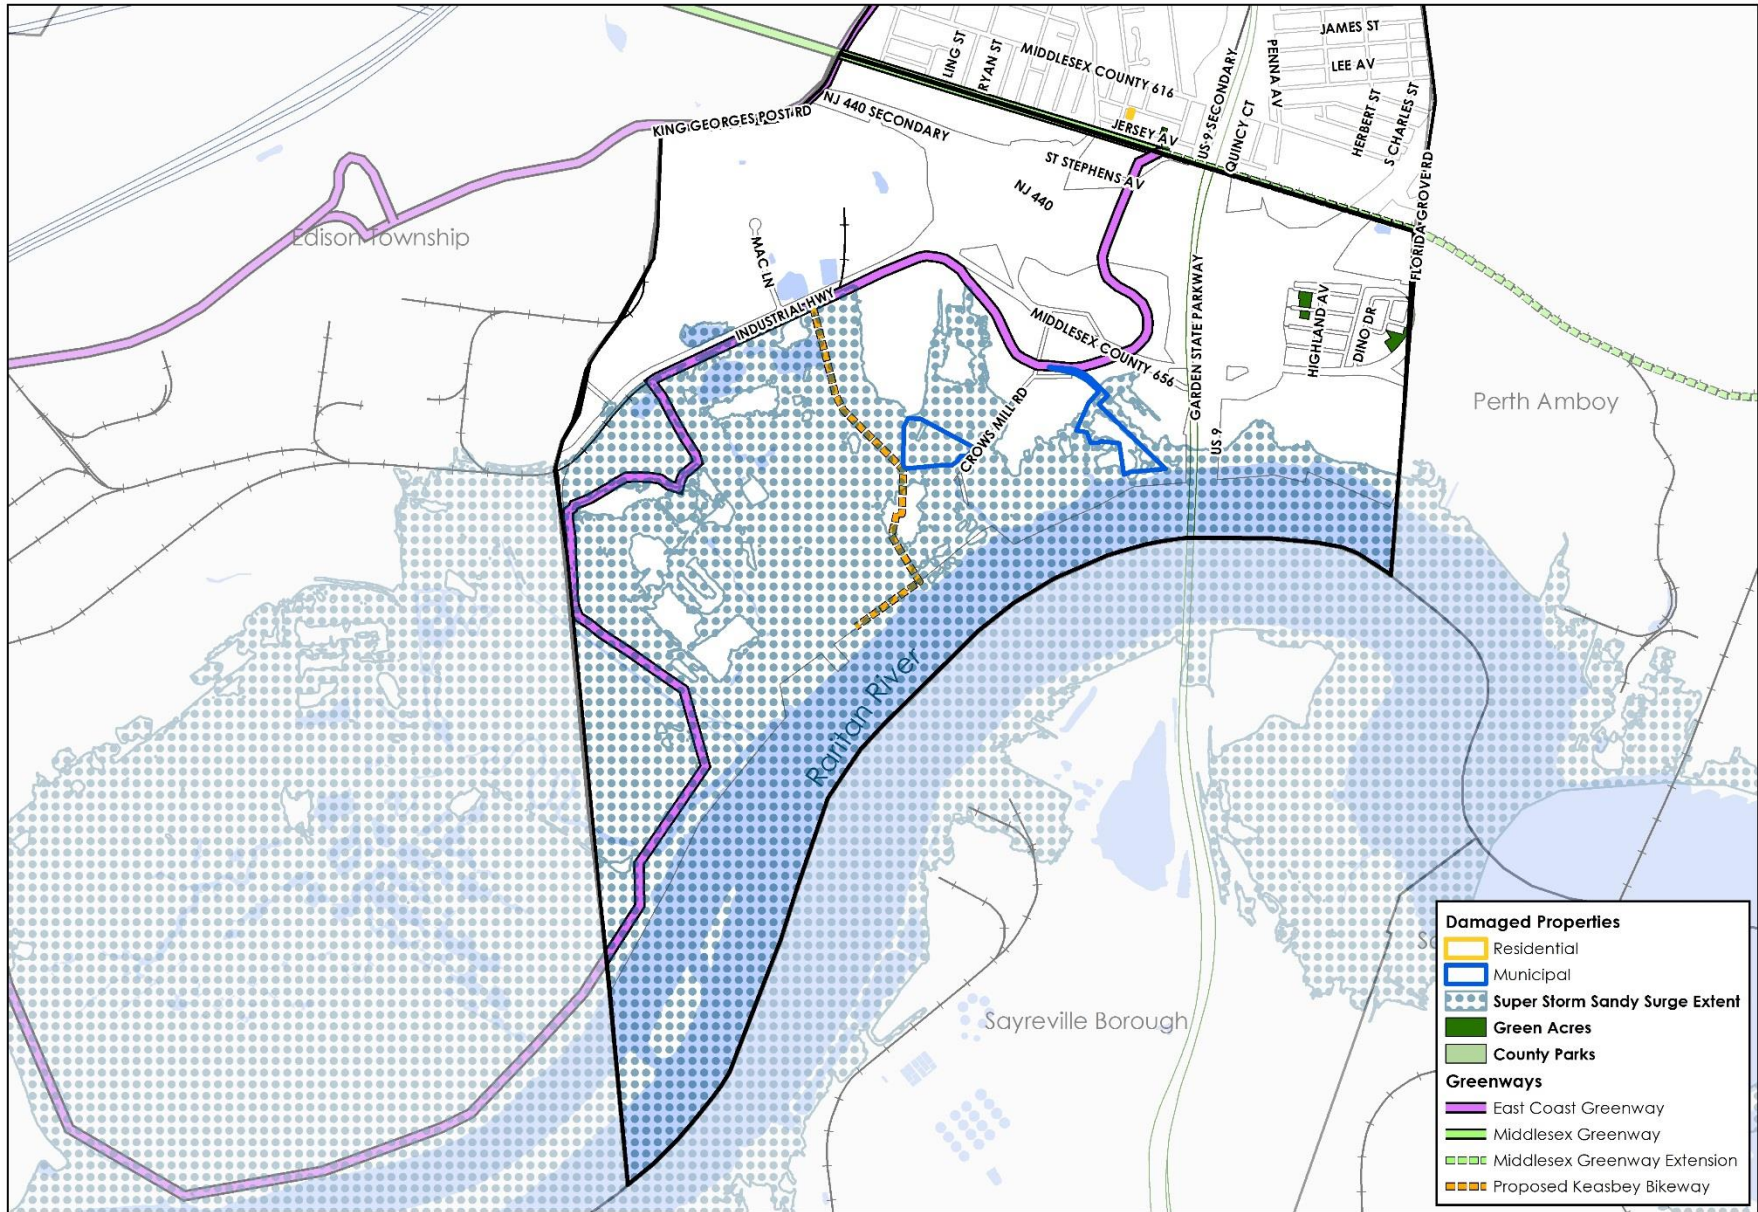 JAMES ST
LING ST
RYAN ST
MIDDLESEX COUNTY 616
US 9 SECONDARY
PENNA AV
LEE AV
HERBERT ST
S CHARLES ST
KING GEORGES POST RD
NJ 440 SECONDARY
JERSEY AV
QUINCY CT
ST STEPHENS AV
NJ 440
FLORIDA GROVE RD
Edison Township
MAC LN
INDUSTRIAL HWY
MIDDLESEX COUNTY 656
GARDEN STATE PARKWAY
HIGHLAND AV
DINO DR
CROWS MILL RD
US 9
Perth Amboy
Raritan River
Sayreville Borough
Damaged Properties
Residential
Municipal
Super Storm Sandy Surge Extent
Green Acres
County Parks
Greenways
East Coast Greenway
Middlesex Greenway
Middlesex Greenway Extension
Proposed Keasbey Bikeway